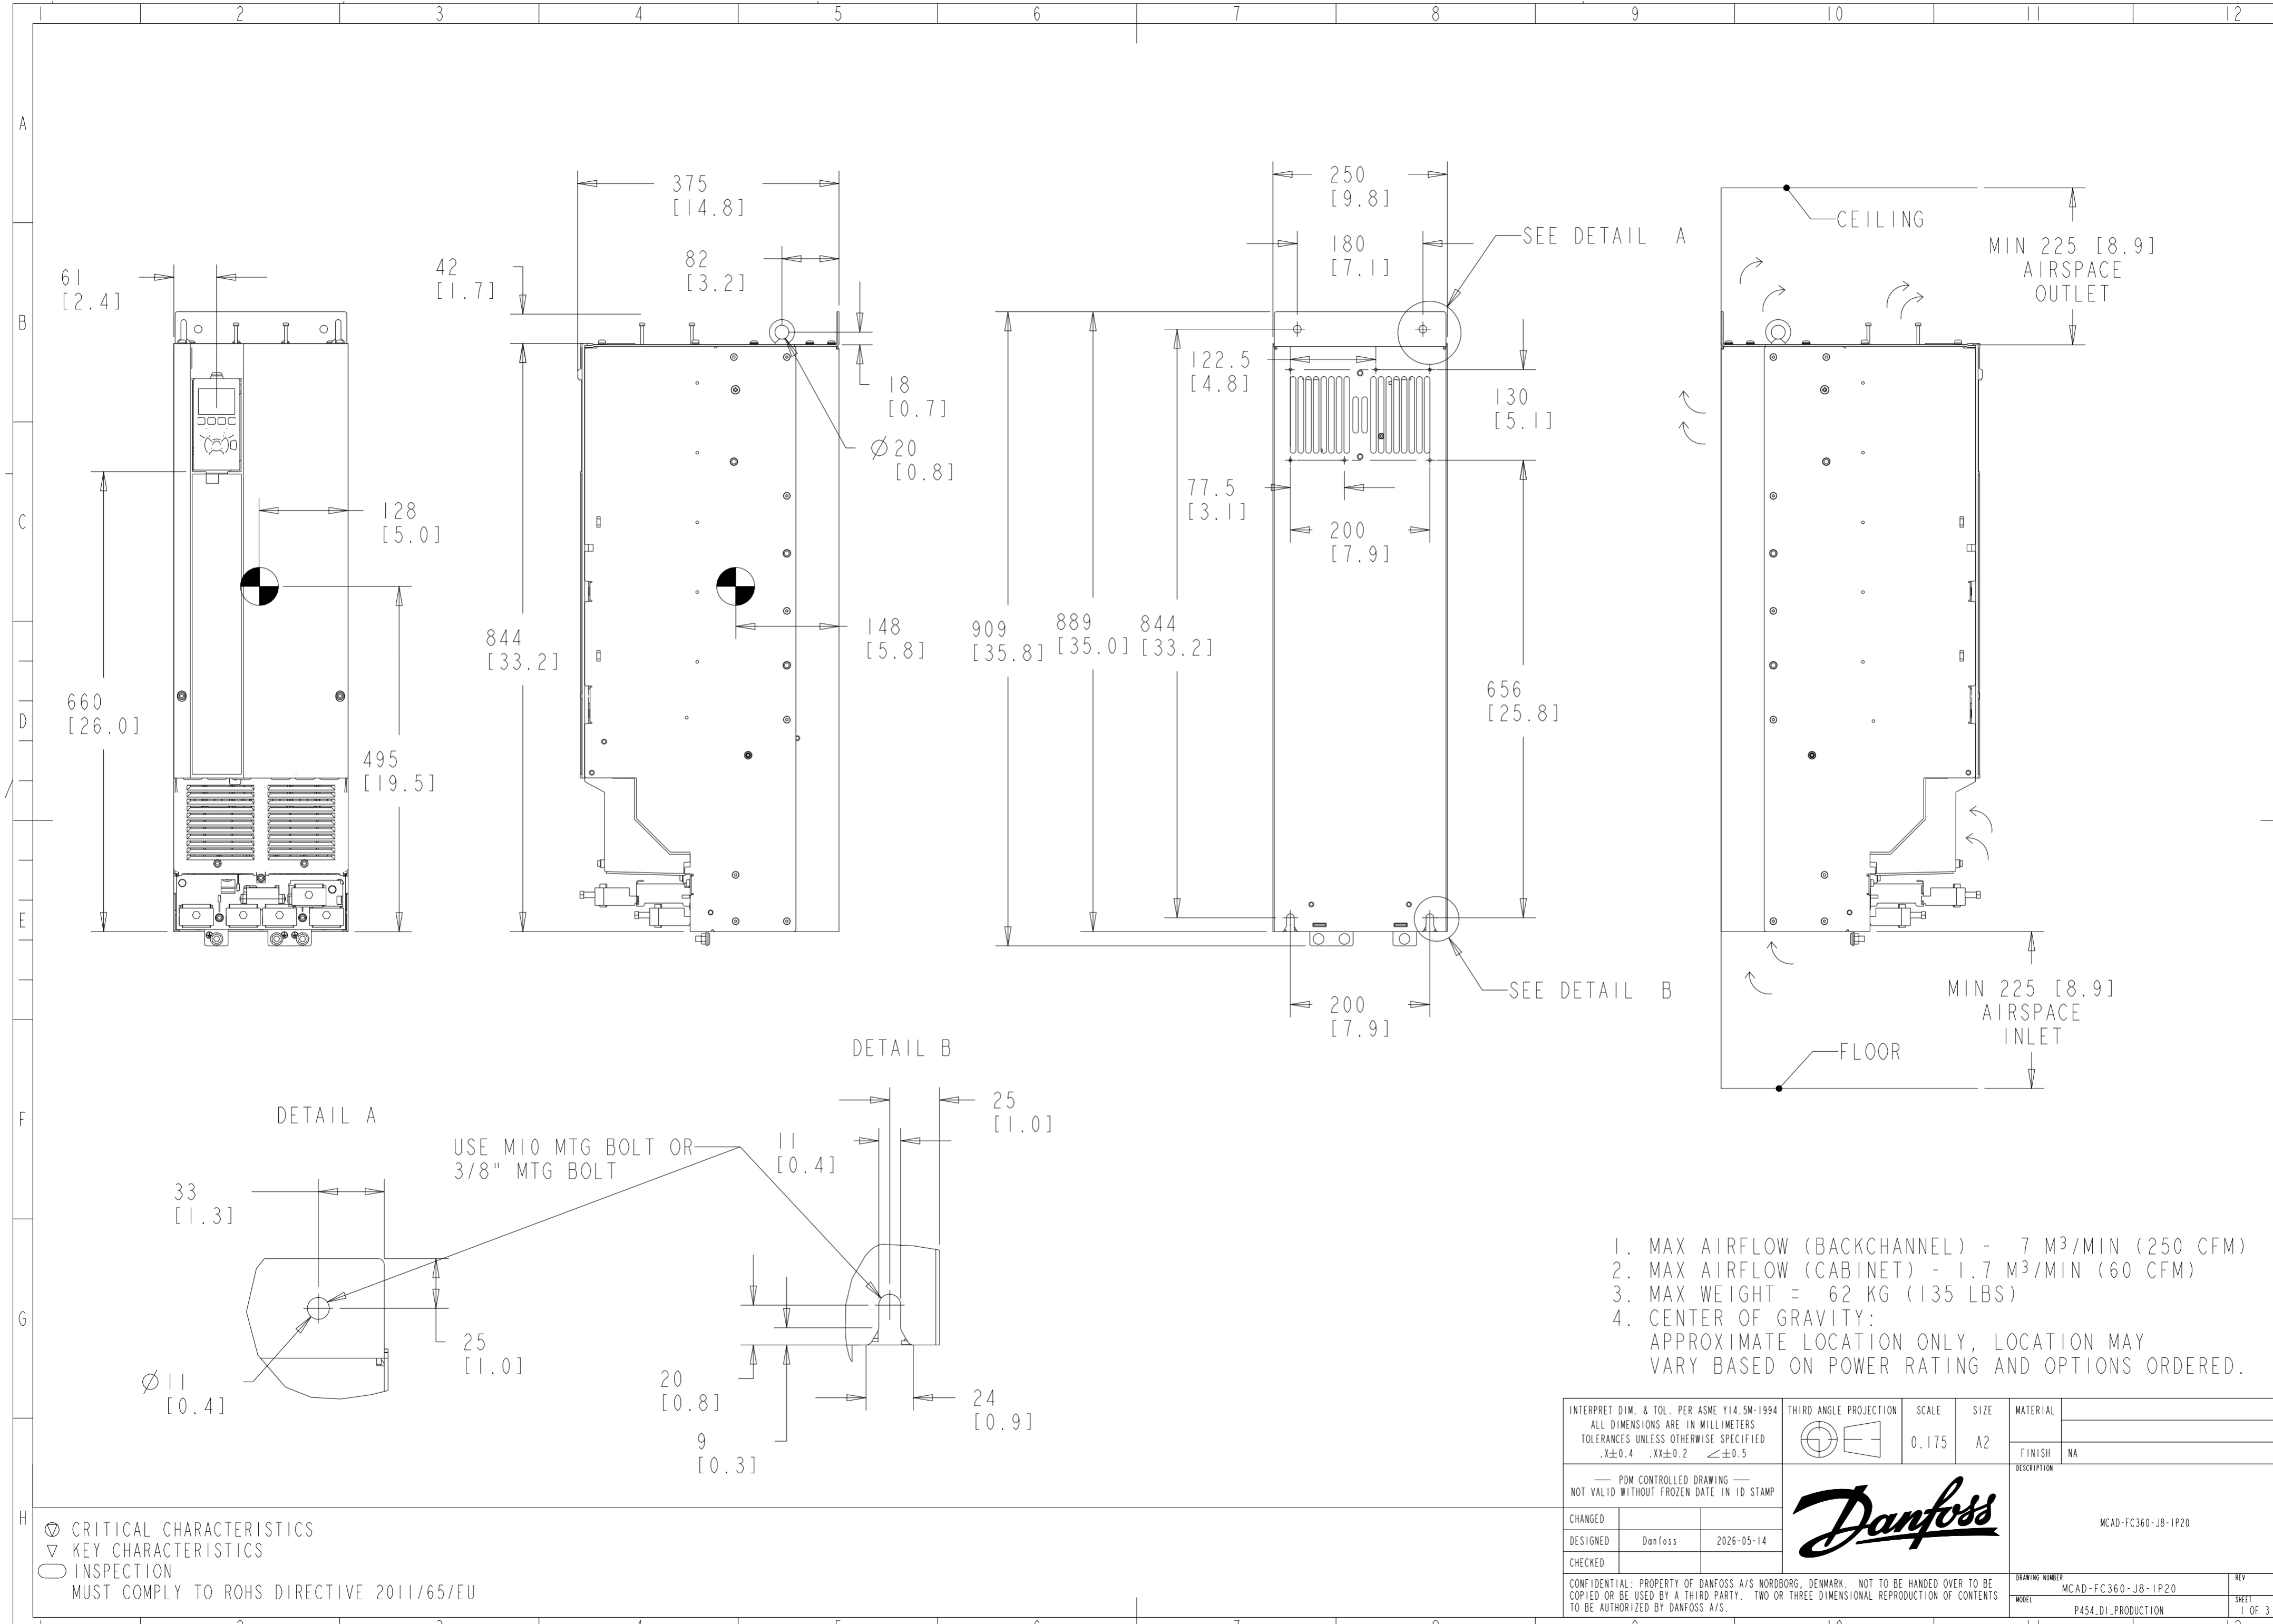 1 2 3 4 5 6 7 8 9 10 11 12
A
B
C
D
E
F
G
H
61
[2.4]
660
[26.0]
128
[5.0]
495
[19.5]
375
[14.8]
42
[1.7]
82
[3.2]
18
[0.7]
Ø20
[0.8]
844
[33.2]
148
[5.8]
250
[9.8]
180
[7.1]
SEE DETAIL A
122.5
[4.8]
130
[5.1]
77.5
[3.1]
200
[7.9]
909
[35.8]
889
[35.0]
844
[33.2]
656
[25.8]
SEE DETAIL B
200
[7.9]
CEILING
MIN 225 [8.9]
AIRSPACE
OUTLET
MIN 225 [8.9]
AIRSPACE
INLET
FLOOR
DETAIL A
33
[1.3]
25
[1.0]
Ø11
[0.4]
USE M10 MTG BOLT OR
3/8" MTG BOLT
DETAIL B
25
[1.0]
11
[0.4]
20
[0.8]
9
[0.3]
24
[0.9]
1. MAX AIRFLOW (BACKCHANNEL) - 7 M³/MIN (250 CFM)
2. MAX AIRFLOW (CABINET) - 1.7 M³/MIN (60 CFM)
3. MAX WEIGHT = 62 KG (135 LBS)
4. CENTER OF GRAVITY:
APPROXIMATE LOCATION ONLY, LOCATION MAY
VARY BASED ON POWER RATING AND OPTIONS ORDERED.
CRITICAL CHARACTERISTICS
KEY CHARACTERISTICS
INSPECTION
MUST COMPLY TO ROHS DIRECTIVE 2011/65/EU
INTERPRET DIM. & TOL. PER ASME Y14.5M-1994
ALL DIMENSIONS ARE IN MILLIMETERS
TOLERANCES UNLESS OTHERWISE SPECIFIED
.X±0.4 .XX±0.2 ∠±0.5
THIRD ANGLE PROJECTION
SCALE
0.175
SIZE
A2
MATERIAL
FINISH NA
PDM CONTROLLED DRAWING
NOT VALID WITHOUT FROZEN DATE IN ID STAMP
CHANGED
DESIGNED Danfoss 2026-05-14
CHECKED
Danfoss
DESCRIPTION
MCAD-FC360-J8-IP20
CONFIDENTIAL: PROPERTY OF DANFOSS A/S NORDBORG, DENMARK. NOT TO BE HANDED OVER TO BE
COPIED OR BE USED BY A THIRD PARTY. TWO OR THREE DIMENSIONAL REPRODUCTION OF CONTENTS
TO BE AUTHORIZED BY DANFOSS A/S.
DRAWING NUMBER
MCAD-FC360-J8-IP20
REV
MODEL
P454_D1_PRODUCTION
SHEET
1 OF 3